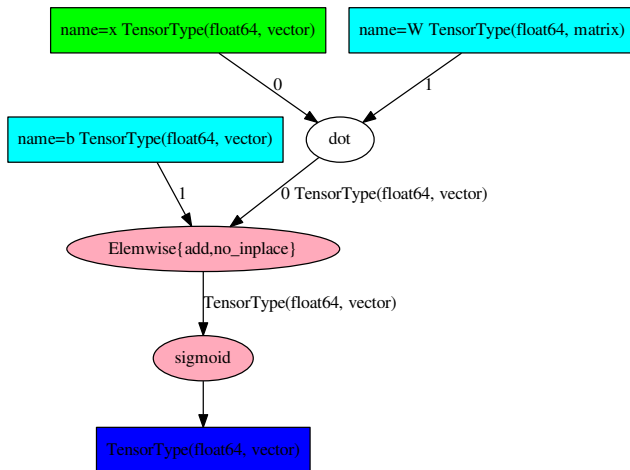 name=x TensorType(float64, vector)
name=W TensorType(float64, matrix)
0
1
name=b TensorType(float64, vector)
dot
1
0 TensorType(float64, vector)
Elemwise{add,no_inplace}
TensorType(float64, vector)
sigmoid
TensorType(float64, vector)